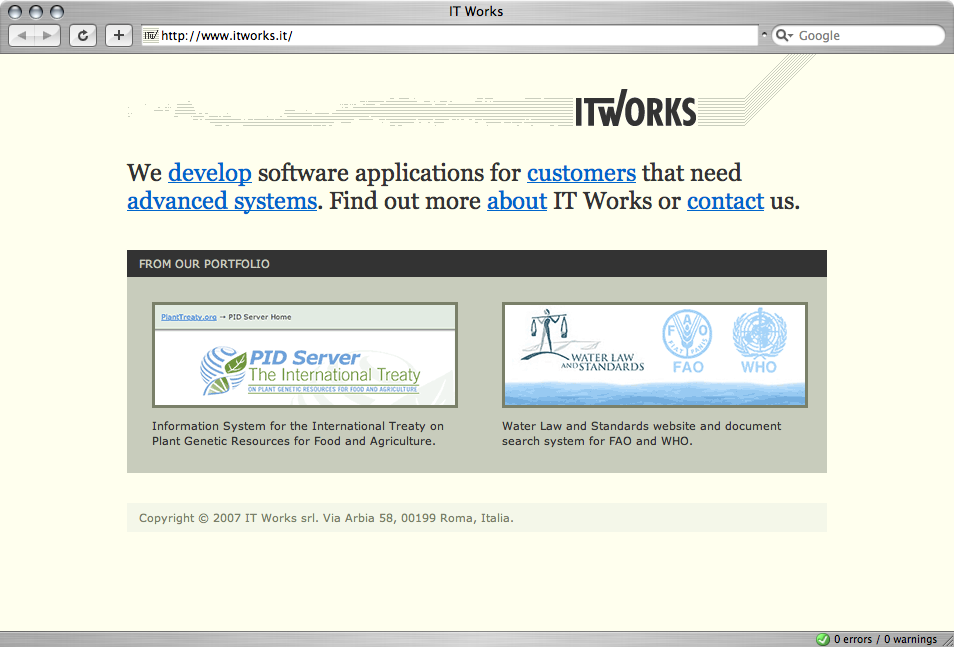 IT Works
http://www.itworks.it/
Google
ITWORKS
We develop software applications for customers that need
advanced systems. Find out more about IT Works or contact us.
FROM OUR PORTFOLIO
PlantTreaty.org → PID Server Home
PID Server
The International Treaty
ON PLANT GENETIC RESOURCES FOR FOOD AND AGRICULTURE
WATER LAW
AND STANDARDS
FAO
FIAT PANIS
FAO
WHO
Information System for the International Treaty on
Plant Genetic Resources for Food and Agriculture.
Water Law and Standards website and document
search system for FAO and WHO.
Copyright © 2007 IT Works srl. Via Arbia 58, 00199 Roma, Italia.
0 errors / 0 warnings